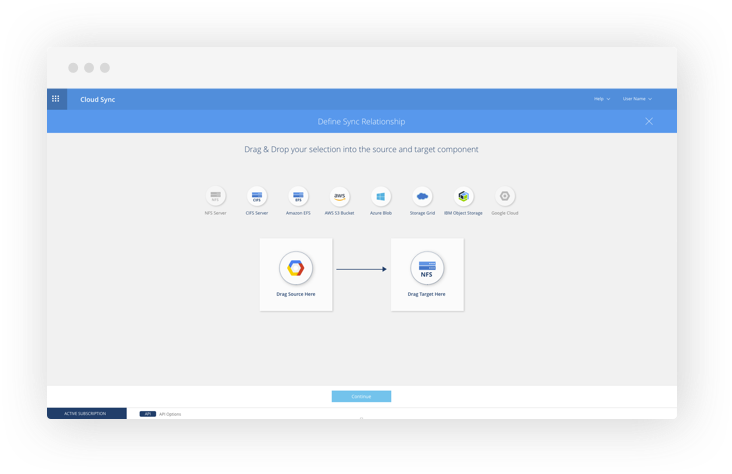 Cloud Sync
Help
User Name
Define Sync Relationship
Drag & Drop your selection into the source and target component
NFS
CIFS
EFS
aws
NFS Server
CIFS Server
Amazon EFS
AWS S3 Bucket
Azure Blob
Storage Grid
IBM Object Storage
Google Cloud
NFS
Drag Source Here
Drag Target Here
Continue
ACTIVE SUBSCRIPTION
API
API Options